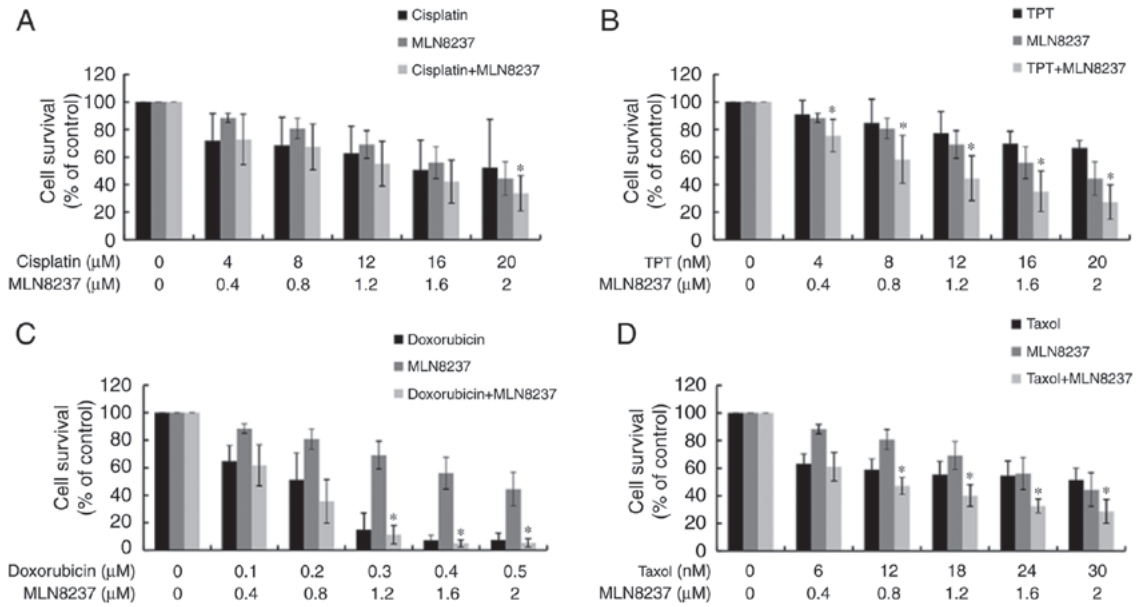 A
Cisplatin
MLN8237
Cisplatin+MLN8237
Cell survival
(% of control)
120
100
80
60
40
20
0
*
Cisplatin (μM) 0 4 8 12 16 20
MLN8237 (μM) 0 0.4 0.8 1.2 1.6 2
B
TPT
MLN8237
TPT+MLN8237
Cell survival
(% of control)
120
100
80
60
40
20
0
* * * * *
TPT (nM) 0 4 8 12 16 20
MLN8237 (μM) 0 0.4 0.8 1.2 1.6 2
C
Doxorubicin
MLN8237
Doxorubicin+MLN8237
Cell survival
(% of control)
120
100
80
60
40
20
0
* * *
Doxorubicin (μM) 0 0.1 0.2 0.3 0.4 0.5
MLN8237 (μM) 0 0.4 0.8 1.2 1.6 2
D
Taxol
MLN8237
Taxol+MLN8237
Cell survival
(% of control)
120
100
80
60
40
20
0
* * * *
Taxol (nM) 0 6 12 18 24 30
MLN8237 (μM) 0 0.4 0.8 1.2 1.6 2